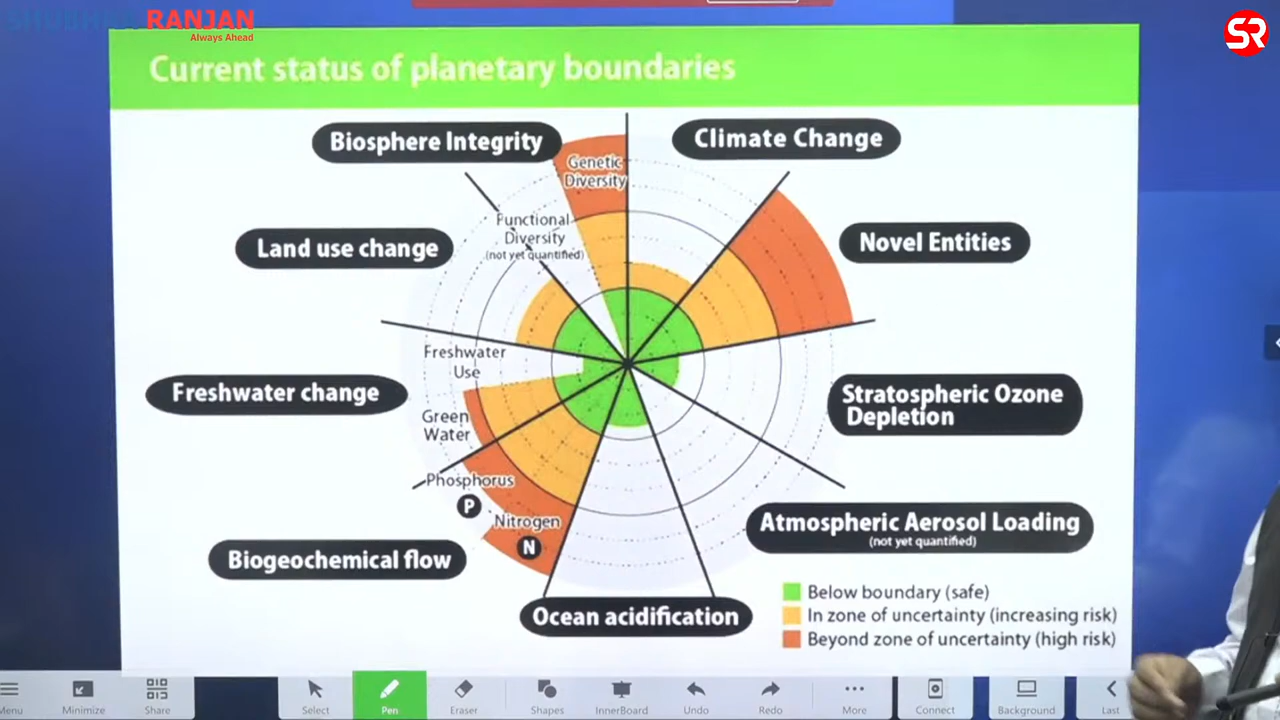 RANJAN
Always Ahead
SR
Current status of planetary boundaries
Biosphere Integrity
Climate Change
Genetic
Diversity
Functional
Diversity
(not yet quantified)
Land use change
Novel Entities
Freshwater
Use
Freshwater change
Stratospheric Ozone
Depletion
Green
Water
Phosphorus
P
Nitrogen
N
Atmospheric Aerosol Loading
(not yet quantified)
Biogeochemical flow
Ocean acidification
Below boundary (safe)
In zone of uncertainty (increasing risk)
Beyond zone of uncertainty (high risk)
Menu
Minimize
Share
Select
Pen
Eraser
Shapes
InnerBoard
Undo
Redo
More
Connect
Background
Last